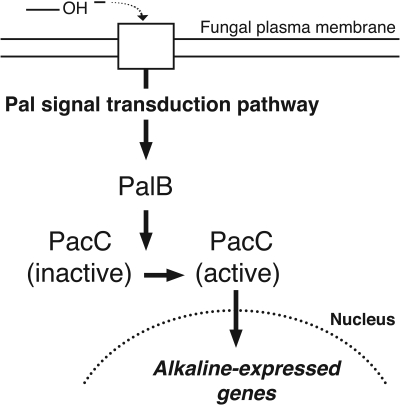 OH –
Fungal plasma membrane
Pal signal transduction pathway
PalB
PacC
(inactive)
PacC
(active)
Nucleus
Alkaline-expressed
genes